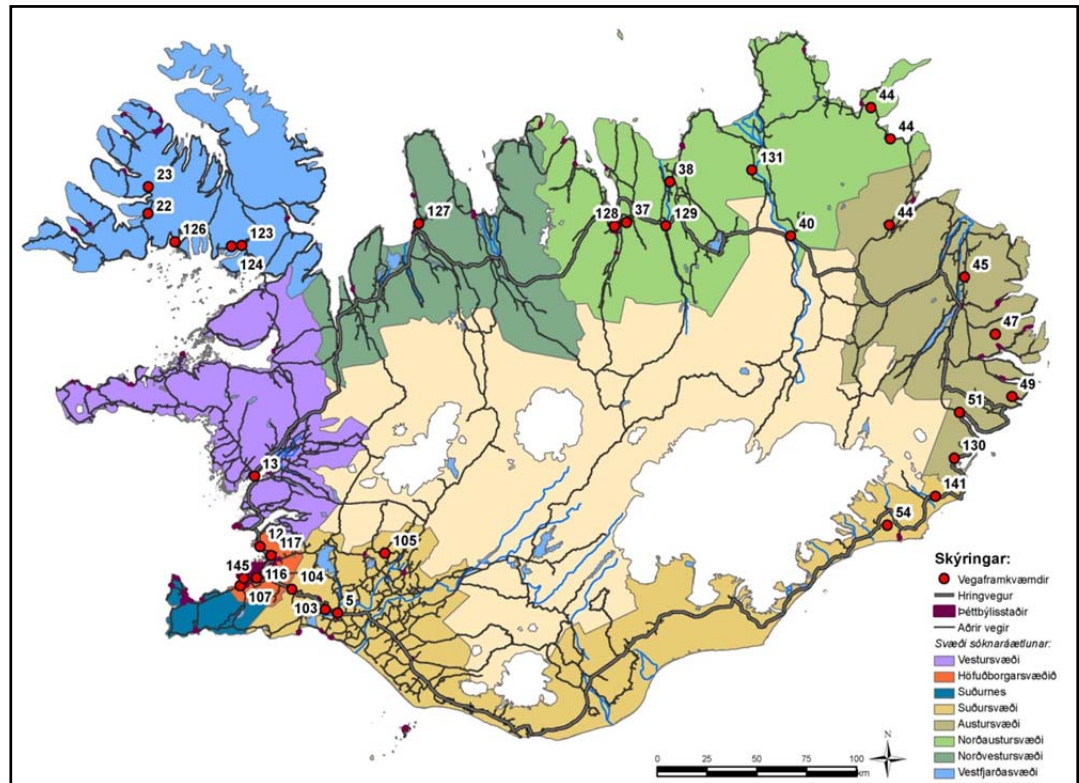 44
44
23
131
38
22
127
128
37
129
40
44
126
123
124
45
47
49
51
130
13
141
54
12
117
105
145
116
104
107
103
5
N
0 25 50 75 100
km
Skýringar:
Vegaframkvæmdir
Hringvegur
Þéttbýlisstaðir
Aðrir vegir
Svæði sóknaráætlunar:
Vestursvæði
Höfuðborgarsvæðið
Suðurnes
Suðursvæði
Austursvæði
Norðaustursvæði
Norðvestursvæði
Vestfjarðasvæði